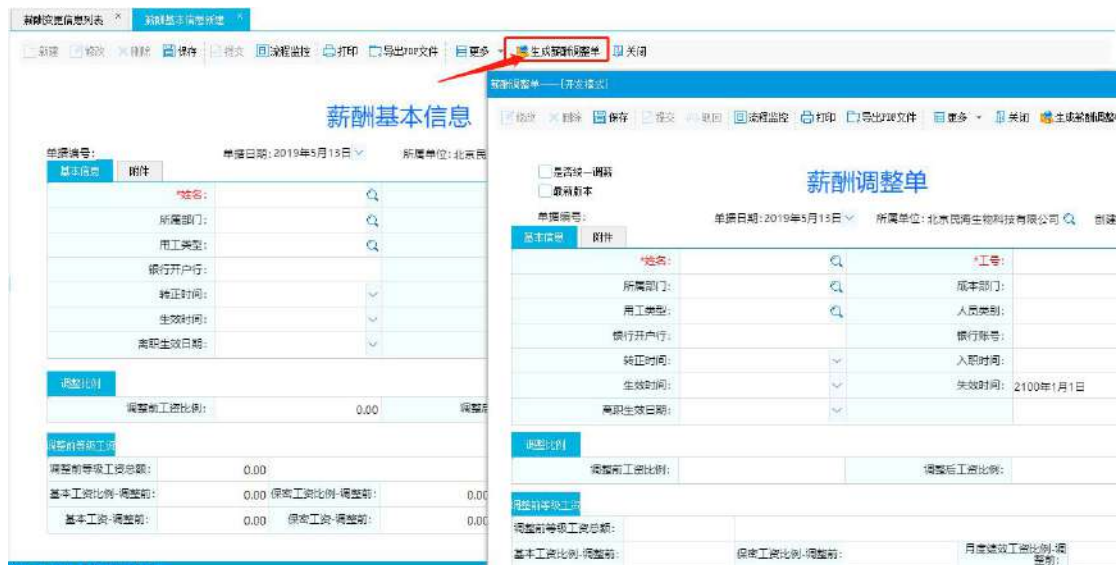 薪酬变更信息列表 × 薪酬基本信息新建 ×
新建 修改 删除 保存 提交 流程监控 打印 导出PDF文件 更多 生成薪酬调整单 关闭
薪酬基本信息
单据编号: 单据日期:2019年5月13日 所属单位:北京民
基本信息 附件
*姓名:
所属部门:
用工类型:
银行开户行:
转正时间:
生效时间:
离职生效日期:
调整比例
调整前工资比例: 0.00 调整后
调整前等级工资
调整前等级工资总额: 0.00
基本工资比例-调整前: 0.00 保密工资比例-调整前: 0.00
基本工资-调整前: 0.00 保密工资-调整前: 0.00
薪酬调整单——[开发模式]
修改 删除 保存 提交 取回 流程监控 打印 导出PDF文件 更多 关闭 生成薪酬调整
是否统一调薪
最新版本
薪酬调整单
单据编号: 单据日期:2019年5月13日 所属单位:北京民海生物科技有限公司 创建
基本信息 附件
*姓名: *工号:
所属部门: 成本部门:
用工类型: 人员类别:
银行开户行: 银行账号:
转正时间: 入职时间:
生效时间: 失效时间: 2100年1月1日
离职生效日期:
调整比例
调整前工资比例: 调整后工资比例:
调整前等级工资
调整前等级工资总额:
基本工资比例-调整前: 保密工资比例-调整前: 月度绩效工资比例-调整前: